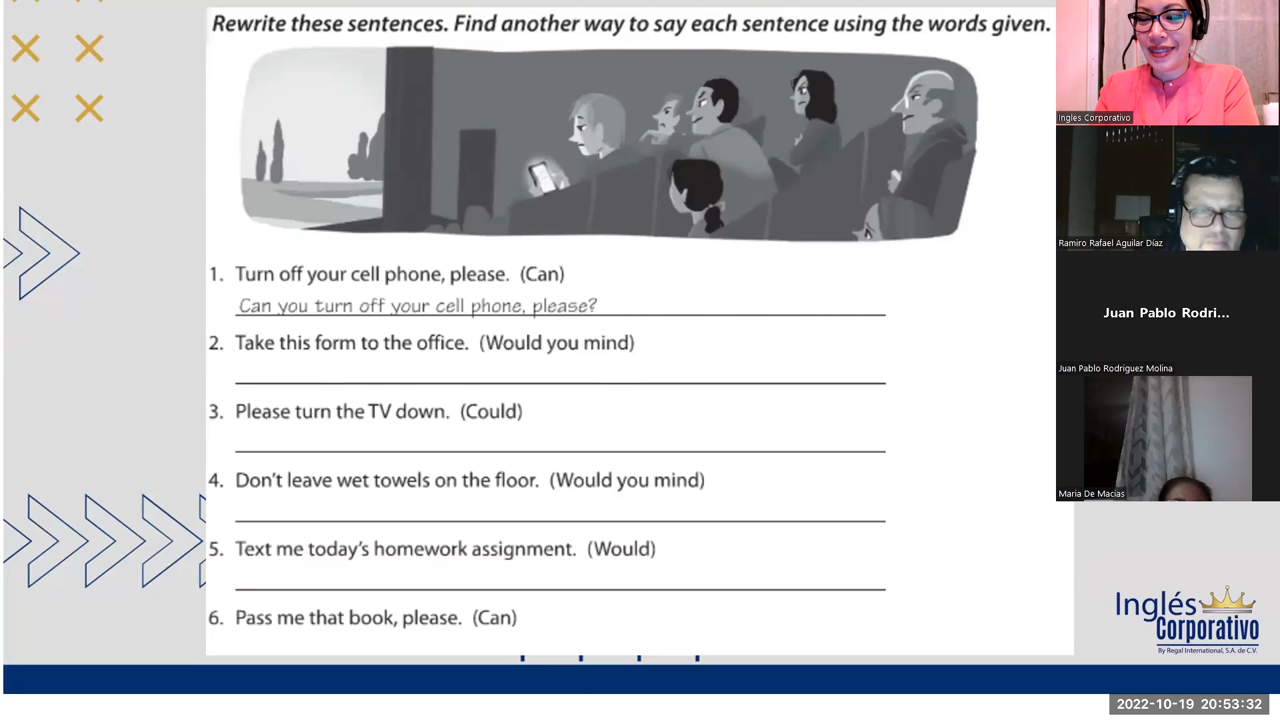 Rewrite these sentences. Find another way to say each sentence using the words given.
1. Turn off your cell phone, please. (Can)
Can you turn off your cell phone, please?
2. Take this form to the office. (Would you mind)
3. Please turn the TV down. (Could)
4. Don't leave wet towels on the floor. (Would you mind)
5. Text me today's homework assignment. (Would)
6. Pass me that book, please. (Can)
Ingles Corporativo
Ramiro Rafael Aguilar Díaz
Juan Pablo Rodri...
Juan Pablo Rodriguez Molina
Maria De Macias
Inglés
Corporativo
By Regal International, S.A. de C.V.
2022-10-19 20:53:32